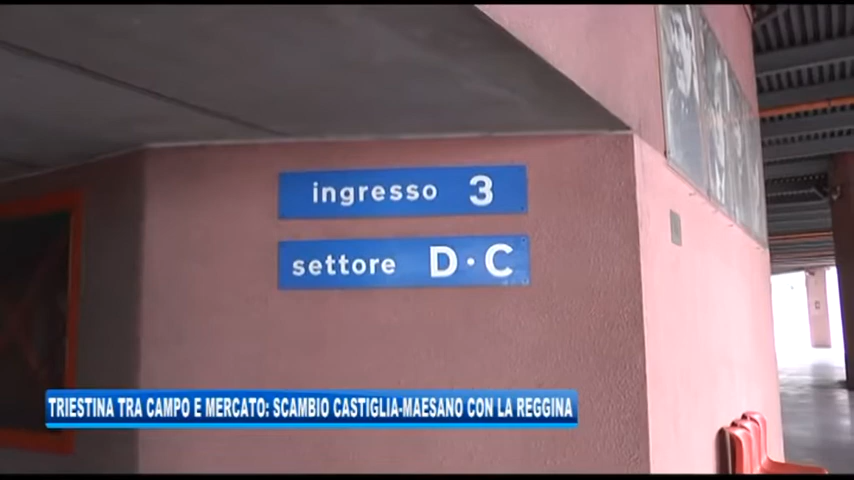 ingresso 3
settore D·C
TRIESTINA TRA CAMPO E MERCATO: SCAMBIO CASTIGLIA-MAESANO CON LA REGGINA